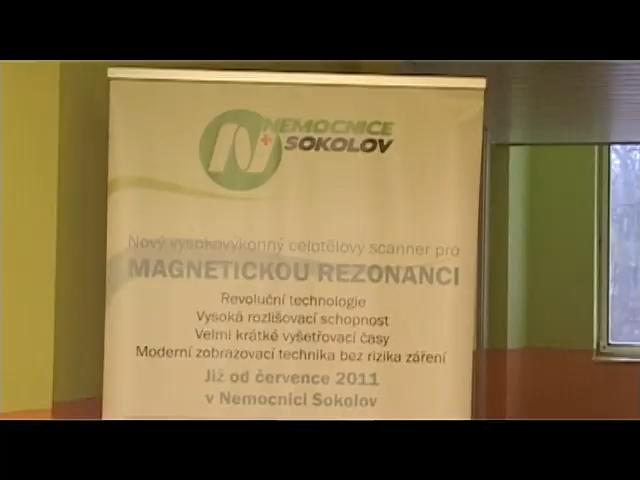 NEMOCNICE
SOKOLOV
Nový vysokovýkonný celotělový scanner pro
MAGNETICKOU REZONANCI
Revoluční technologie
Vysoká rozlišovací schopnost
Velmi krátké vyšetřovací časy
Moderní zobrazovací technika bez rizika záření
Již od července 2011
v Nemocnici Sokolov